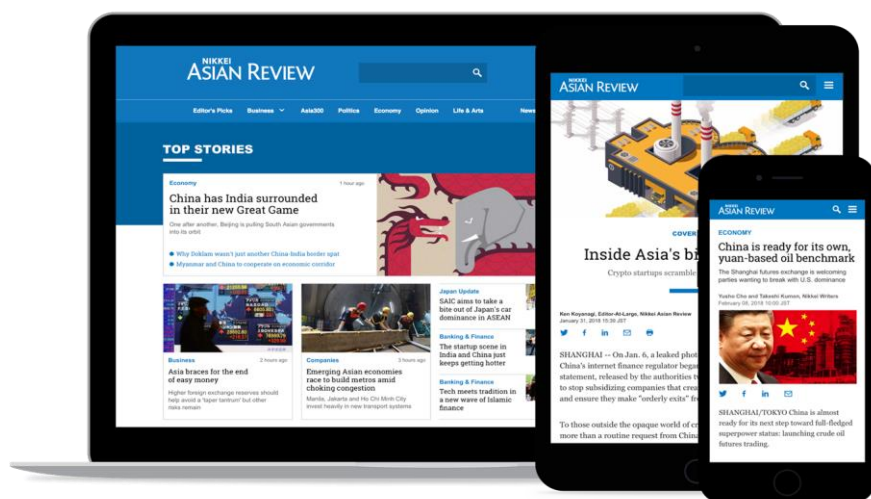 NIKKEI
ASIAN REVIEW
Editor's Picks Business Asia300 Politics Economy Opinion Life & Arts
TOP STORIES
Economy 1 hour ago
China has India surrounded
in their new Great Game
One after another, Beijing is pulling South Asian governments
into its orbit
Why Doklam wasn't just another China-India border spat
Myanmar and China to cooperate on economic corridor
Business 2 hours ago
Asia braces for the end
of easy money
Higher foreign exchange reserves should
help avoid a 'taper tantrum' but other
risks remain
Companies 3 hours ago
Emerging Asian economies
race to build metros amid
choking congestion
Manila, Jakarta and Ho Chi Minh City
invest heavily in new transport systems
Japan Update
SAIC aims to take a
bite out of Japan's car
dominance in ASEAN
Banking & Finance
The startup scene in
India and China just
keeps getting hotter
Banking & Finance
Tech meets tradition in
a new wave of Islamic
finance
NIKKEI
ASIAN REVIEW
Inside Asia's
Crypto startups scramble
Ken Koyanagi, Editor-At-Large, Nikkei Asian Review
January 31, 2018 15:39 JST
SHANGHAI -- On Jan. 6, a leaked
China's internet finance regulator
statement, released by the authorities
to stop subsidizing companies that
and ensure they make "orderly exits"
To those outside the opaque world of
more than a routine request from
NIKKEI
ASIAN REVIEW
ECONOMY
China is ready for its own,
yuan-based oil benchmark
The Shanghai futures exchange is welcoming
parties wanting to break with U.S. dominance
Yusho Cho and Takeshi Kumon, Nikkei Writers
February 08, 2018 10:00 JST
SHANGHAI/TOKYO China is almost
ready for its next step toward full-fledged
superpower status: launching crude oil
futures trading.